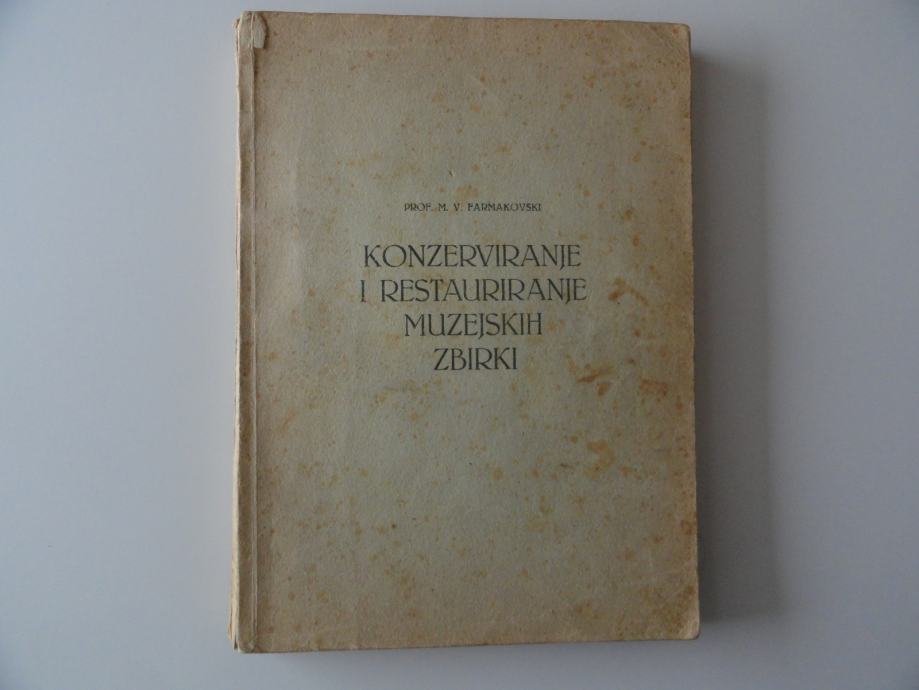 PROF. M. V. FARMAKOVSKI
KONZERVIRANJE
I RESTAURIRANJE
MUZEJSKIH
ZBIRKI